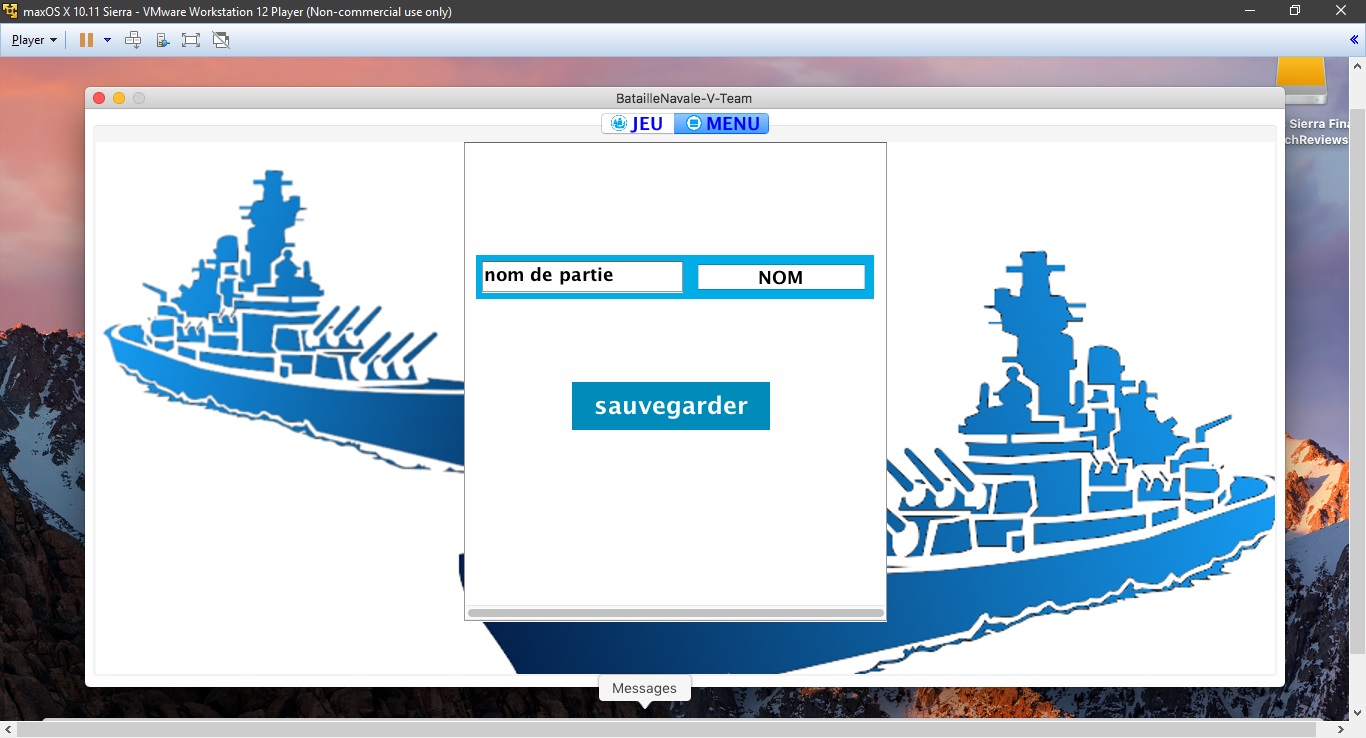 maxOS X 10.11 Sierra - VMware Workstation 12 Player (Non-commercial use only)
Player
BatailleNavale-V-Team
JEU MENU
Sierra Fina
chReviews
nom de partie NOM
sauvegarder
Messages